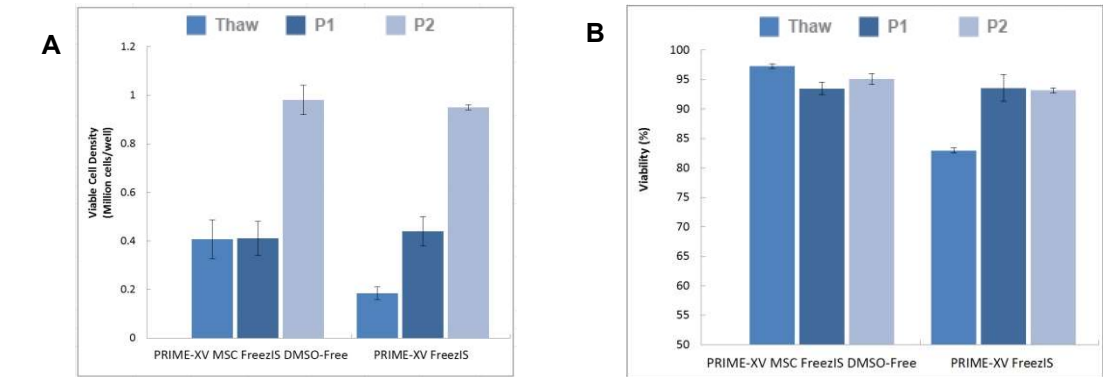 A
Thaw P1 P2
1.2
1
0.8
0.6
0.4
0.2
0
Viable Cell Density
(Million cells/well)
PRIME-XV MSC FreezIS DMSO-Free PRIME-XV FreezIS
B
Thaw P1 P2
100
95
90
85
80
75
70
65
60
55
50
Viability (%)
PRIME-XV MSC FreezIS DMSO-Free PRIME-XV FreezIS